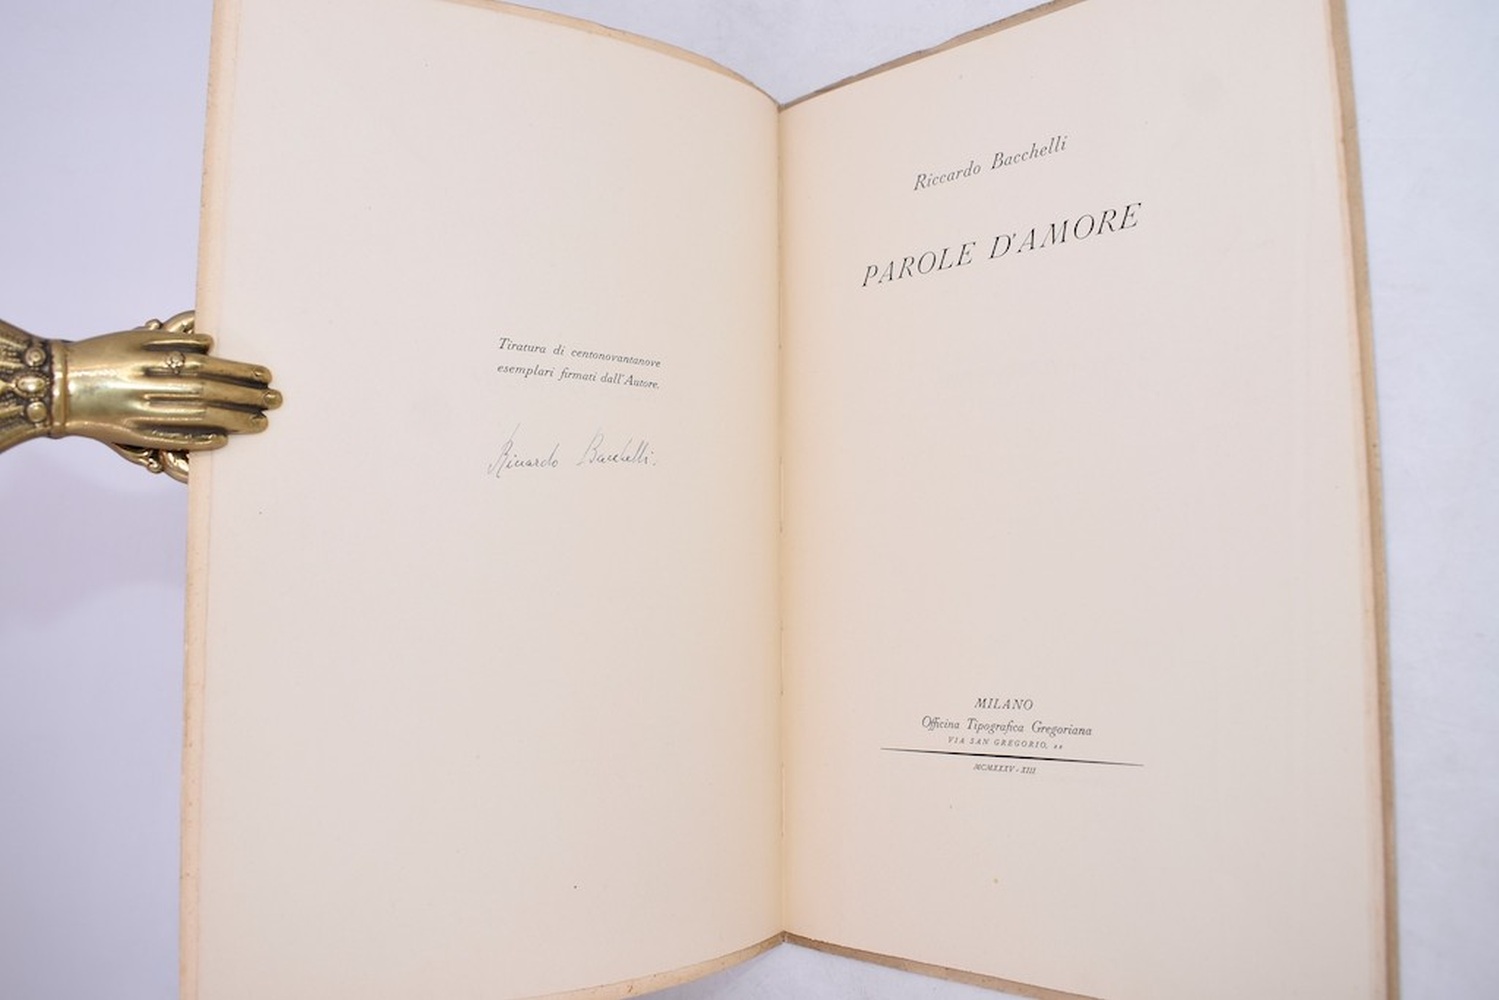 Tiratura di centonovantanove
esemplari firmati dall'Autore.
Riccardo Bacchelli.
Riccardo Bacchelli
PAROLE D'AMORE
MILANO
Officina Tipografica Gregoriana
VIA SAN GREGORIO,
MCMXXXV - XIII